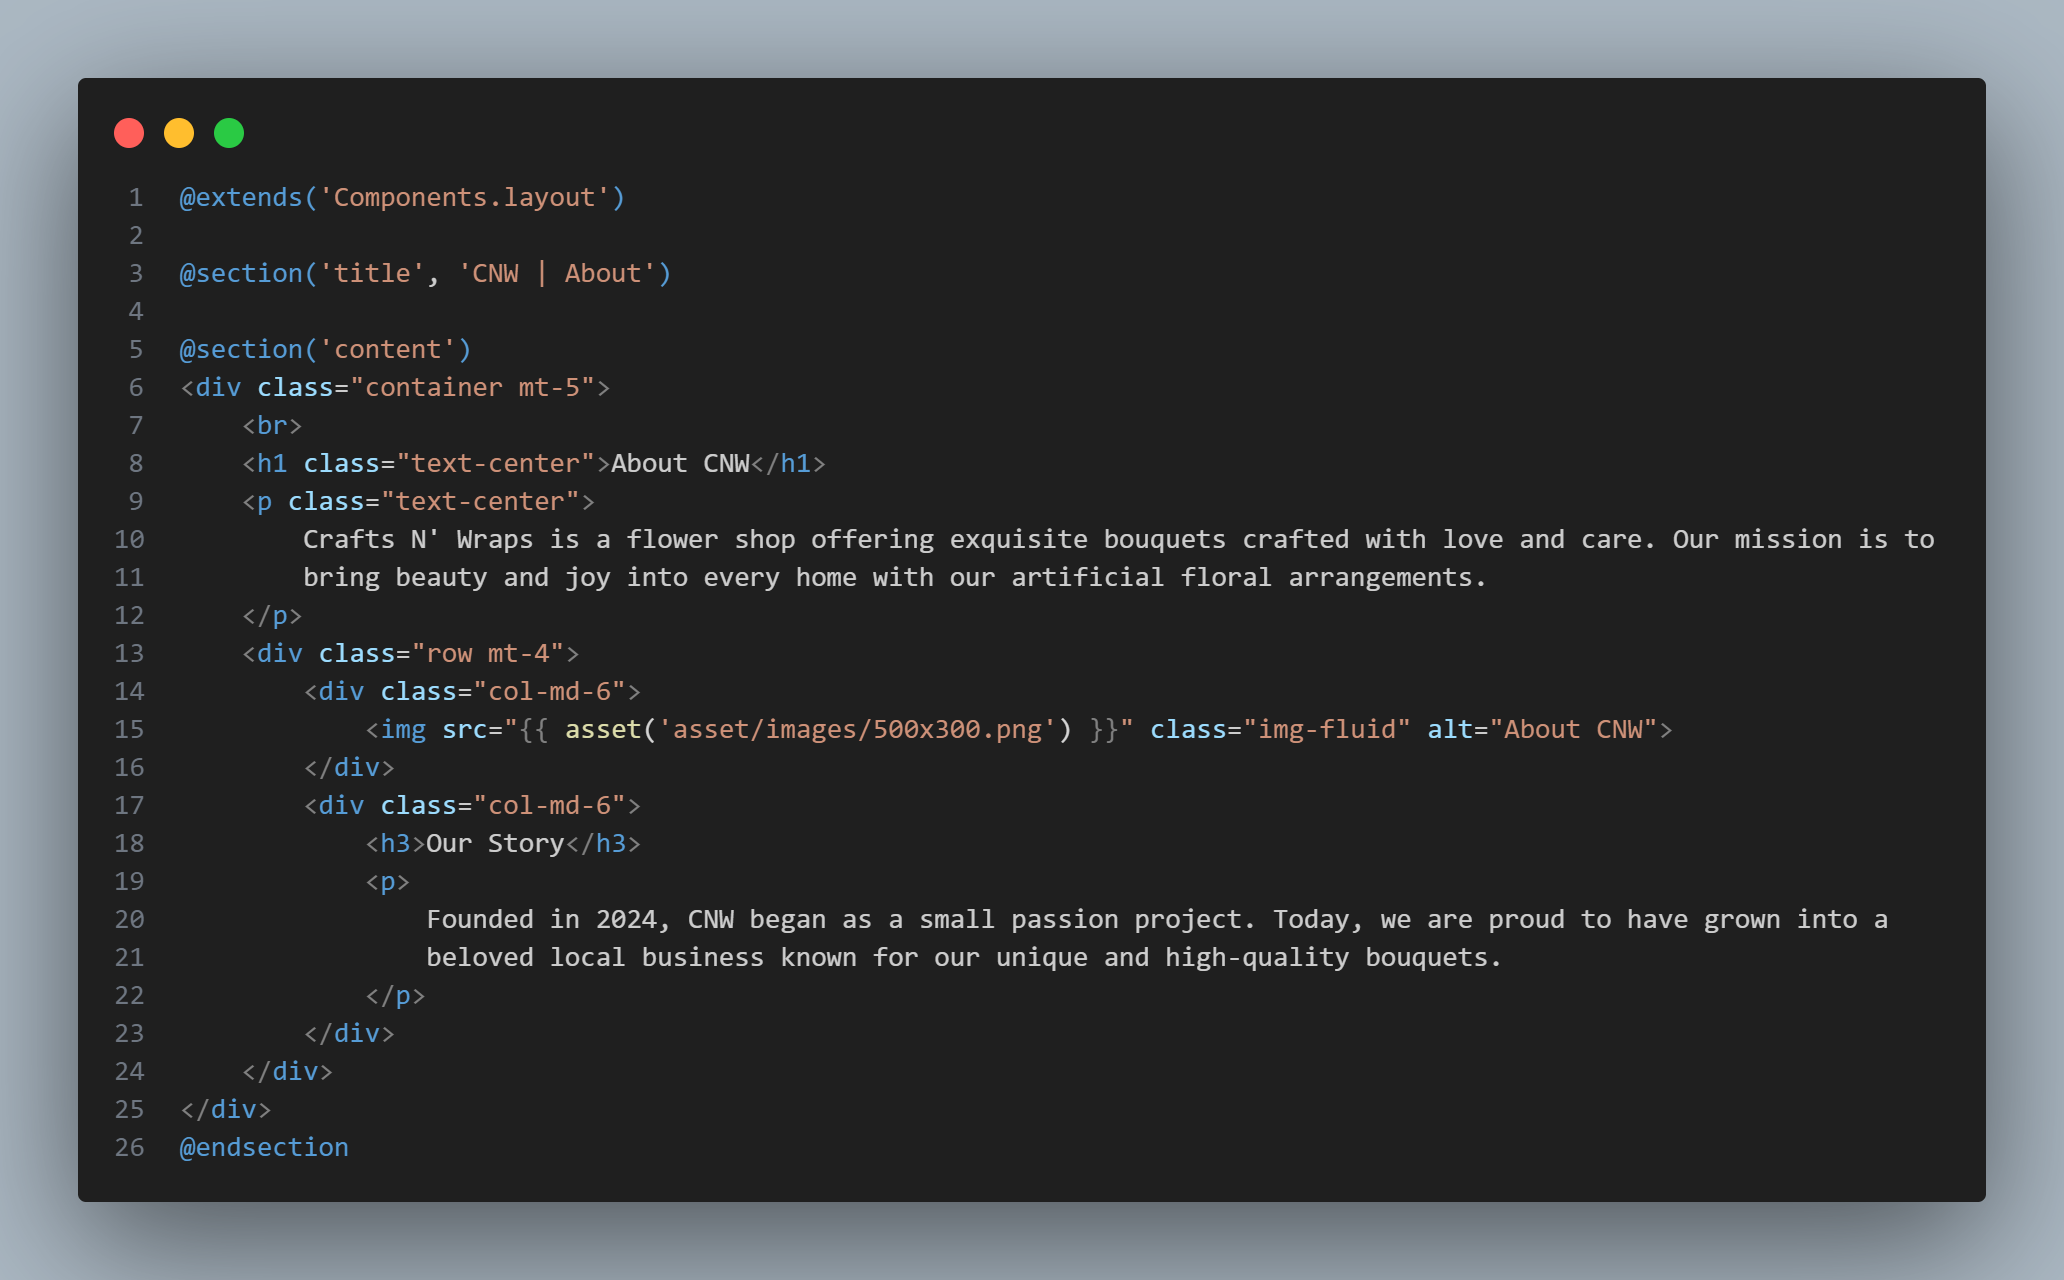 1 @extends('Components.layout')
2
3 @section('title', 'CNW | About')
4
5 @section('content')
6 <div class="container mt-5">
7     <br>
8     <h1 class="text-center">About CNW</h1>
9     <p class="text-center">
10         Crafts N' Wraps is a flower shop offering exquisite bouquets crafted with love and care. Our mission is to
11         bring beauty and joy into every home with our artificial floral arrangements.
12     </p>
13     <div class="row mt-4">
14         <div class="col-md-6">
15             <img src="{{ asset('asset/images/500x300.png') }}" class="img-fluid" alt="About CNW">
16         </div>
17         <div class="col-md-6">
18             <h3>Our Story</h3>
19             <p>
20                 Founded in 2024, CNW began as a small passion project. Today, we are proud to have grown into a
21                 beloved local business known for our unique and high-quality bouquets.
22             </p>
23         </div>
24     </div>
25 </div>
26 @endsection